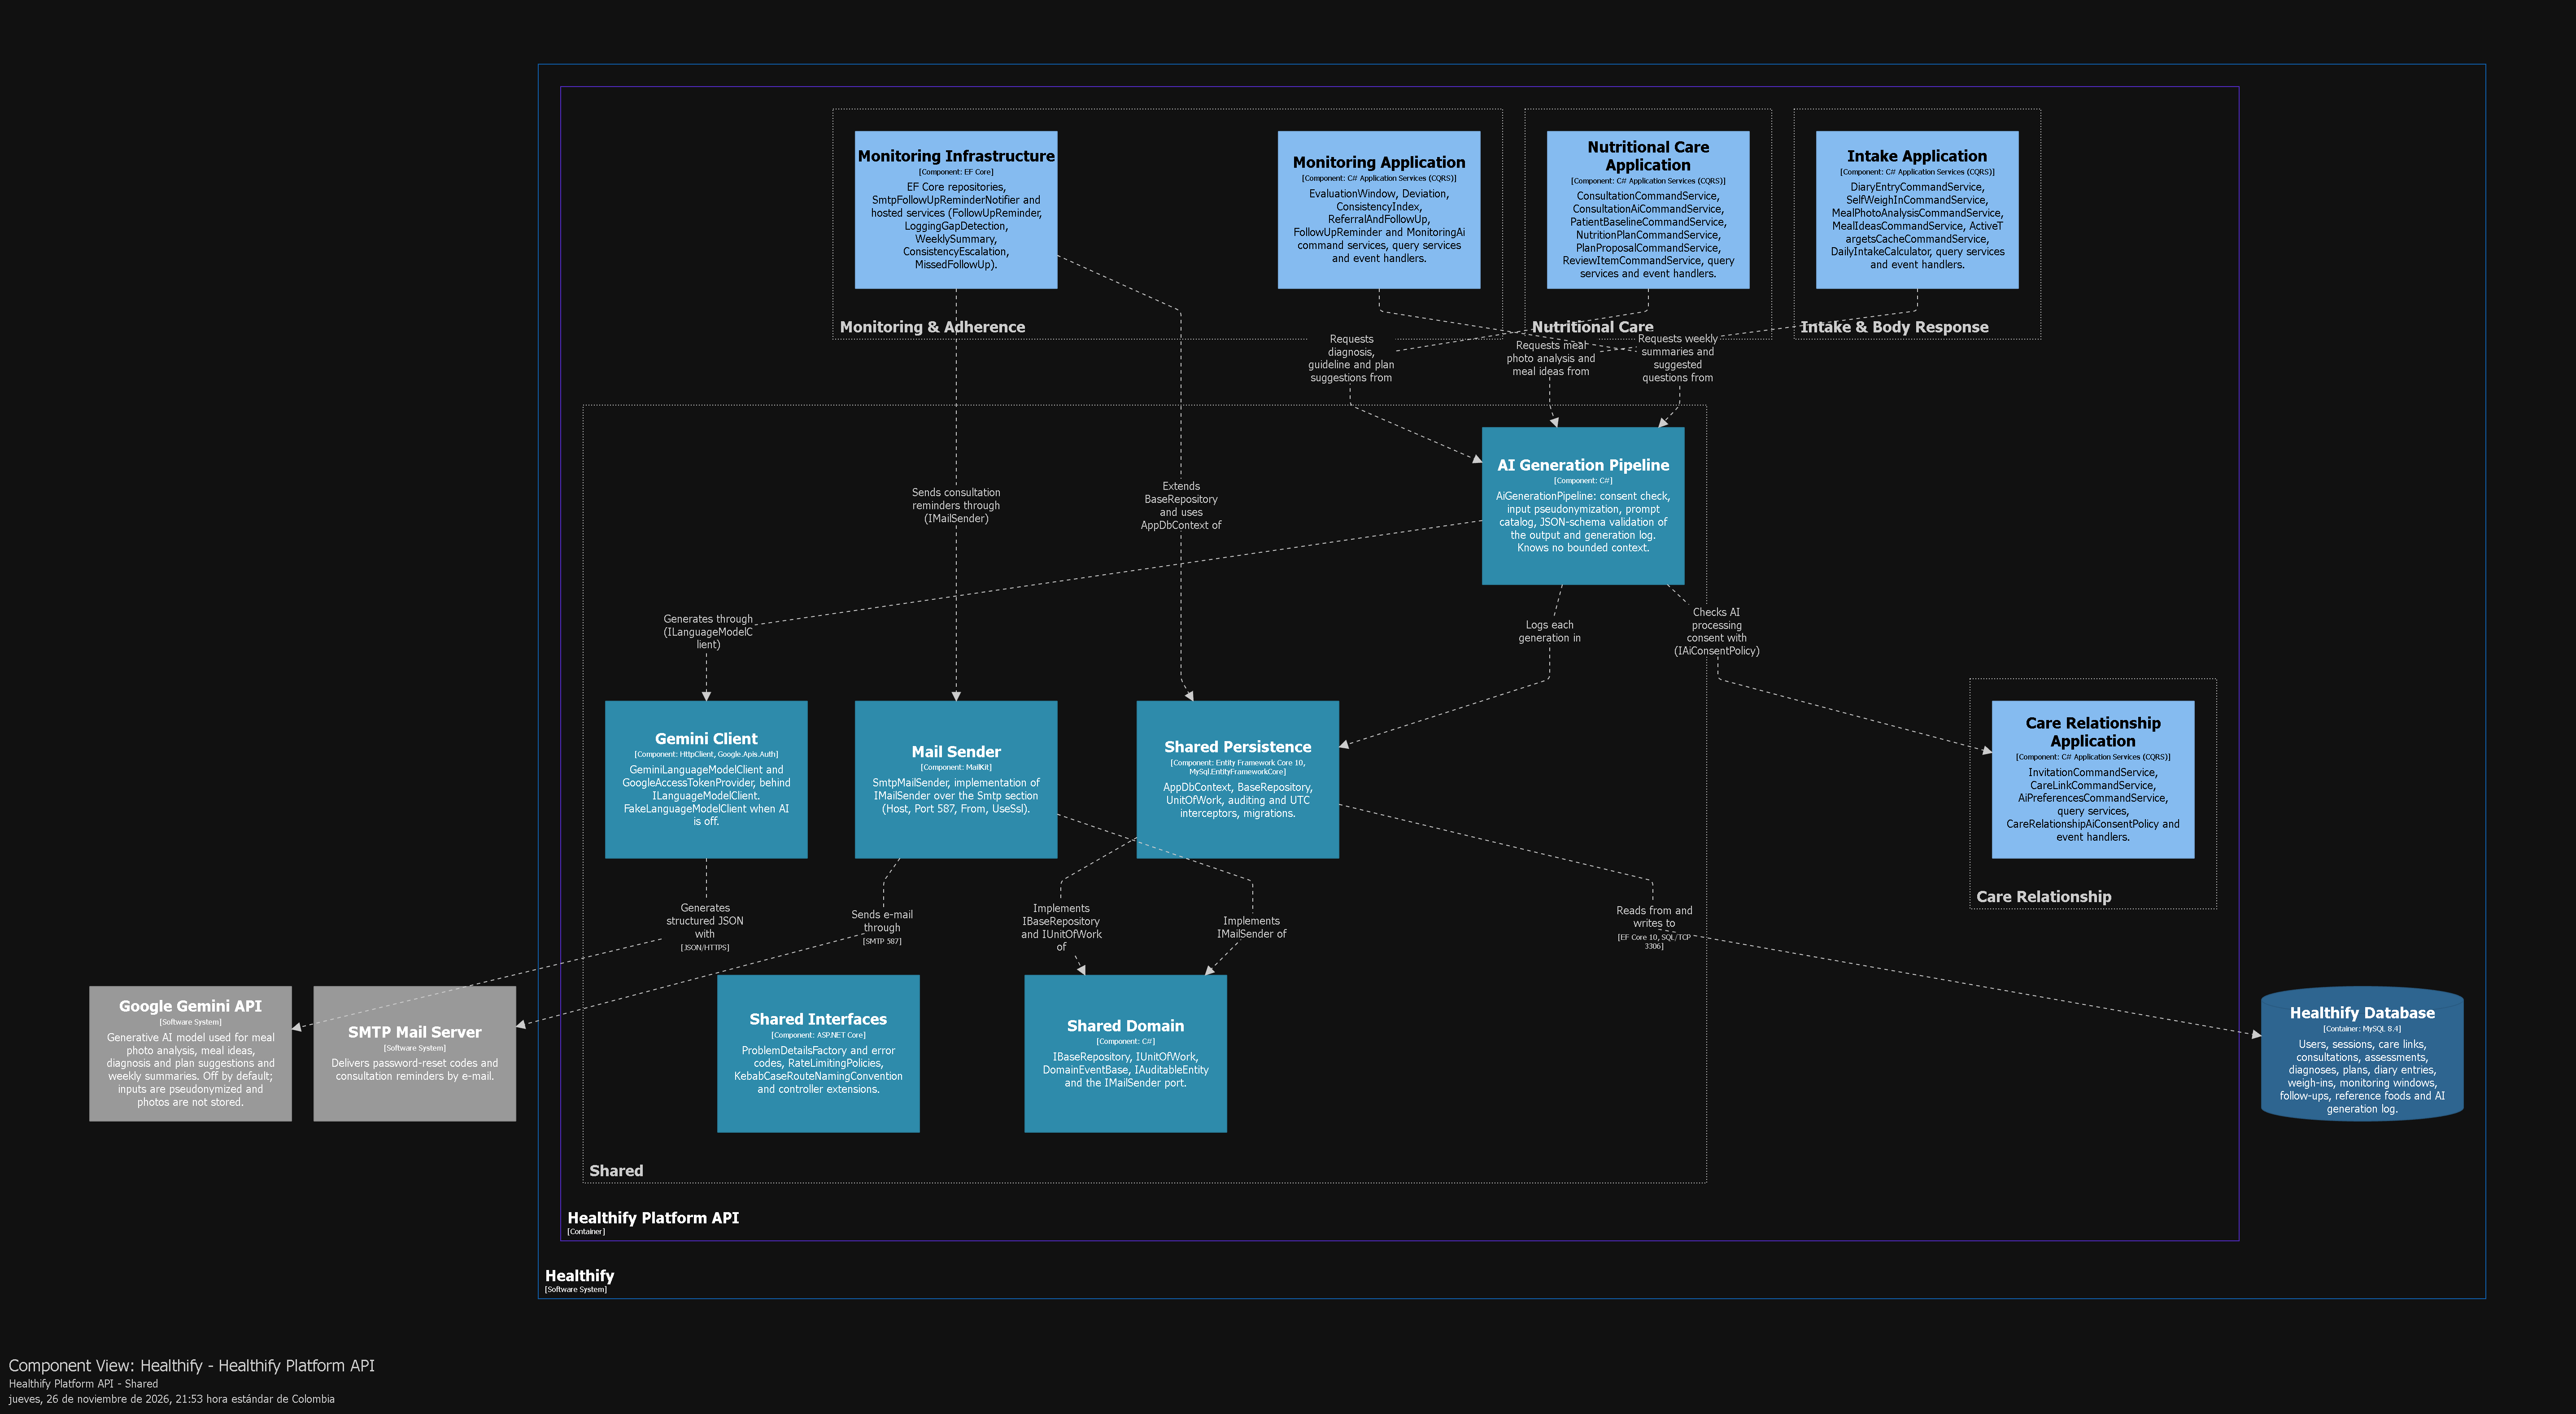 Monitoring Infrastructure
[Component: EF Core]
EF Core repositories,
SmtpFollowUpReminderNotifier and
hosted services (FollowUpReminder,
LoggingGapDetection,
WeeklySummary,
ConsistencyEscalation,
MissedFollowUp).
Monitoring Application
[Component: C# Application Services (CQRS)]
EvaluationWindow, Deviation,
ConsistencyIndex,
ReferralAndFollowUp,
FollowUpReminder and MonitoringAi
command services, query services
and event handlers.
Monitoring & Adherence
Nutritional Care
Application
[Component: C# Application Services (CQRS)]
ConsultationCommandService,
ConsultationAiCommandService,
PatientBaselineCommandService,
NutritionPlanCommandService,
PlanProposalCommandService,
ReviewItemCommandService, query
services and event handlers.
Nutritional Care
Intake Application
[Component: C# Application Services (CQRS)]
DiaryEntryCommandService,
SelfWeighInCommandService,
MealPhotoAnalysisCommandService,
MealIdeasCommandService, ActiveT
argetsCacheCommandService,
DailyIntakeCalculator, query services
and event handlers.
Intake & Body Response
Requests
diagnosis,
guideline and plan
suggestions from
Requests meal
photo analysis and
meal ideas from
Requests weekly
summaries and
suggested
questions from
Sends consultation
reminders through
(IMailSender)
Extends
BaseRepository
and uses
AppDbContext of
AI Generation Pipeline
[Component: C#]
AiGenerationPipeline: consent check,
input pseudonymization, prompt
catalog, JSON-schema validation of
the output and generation log.
Knows no bounded context.
Generates through
(ILanguageModelC
lient)
Logs each
generation in
Checks AI
processing
consent with
(IAiConsentPolicy)
Gemini Client
[Component: HttpClient, Google.Apis.Auth]
GeminiLanguageModelClient and
GoogleAccessTokenProvider, behind
ILanguageModelClient.
FakeLanguageModelClient when AI
is off.
Mail Sender
[Component: MailKit]
SmtpMailSender, implementation of
IMailSender over the Smtp section
(Host, Port 587, From, UseSsl).
Shared Persistence
[Component: Entity Framework Core 10,
MySql.EntityFrameworkCore]
AppDbContext, BaseRepository,
UnitOfWork, auditing and UTC
interceptors, migrations.
Care Relationship
Application
[Component: C# Application Services (CQRS)]
InvitationCommandService,
CareLinkCommandService,
AiPreferencesCommandService,
query services,
CareRelationshipAiConsentPolicy and
event handlers.
Care Relationship
Generates
structured JSON
with
[JSON/HTTPS]
Sends e-mail
through
[SMTP 587]
Implements
IBaseRepository
and IUnitOfWork
of
Implements
IMailSender of
Reads from and
writes to
[EF Core 10, SQL/TCP
3306]
Google Gemini API
[Software System]
Generative AI model used for meal
photo analysis, meal ideas,
diagnosis and plan suggestions and
weekly summaries. Off by default;
inputs are pseudonymized and
photos are not stored.
SMTP Mail Server
[Software System]
Delivers password-reset codes and
consultation reminders by e-mail.
Shared Interfaces
[Component: ASP.NET Core]
ProblemDetailsFactory and error
codes, RateLimitingPolicies,
KebabCaseRouteNamingConvention
and controller extensions.
Shared Domain
[Component: C#]
IBaseRepository, IUnitOfWork,
DomainEventBase, IAuditableEntity
and the IMailSender port.
Healthify Database
[Container: MySQL 8.4]
Users, sessions, care links,
consultations, assessments,
diagnoses, plans, diary entries,
weigh-ins, monitoring windows,
follow-ups, reference foods and AI
generation log.
Shared
Healthify Platform API
[Container]
Healthify
[Software System]
Component View: Healthify - Healthify Platform API
Healthify Platform API - Shared
jueves, 26 de noviembre de 2026, 21:53 hora estándar de Colombia